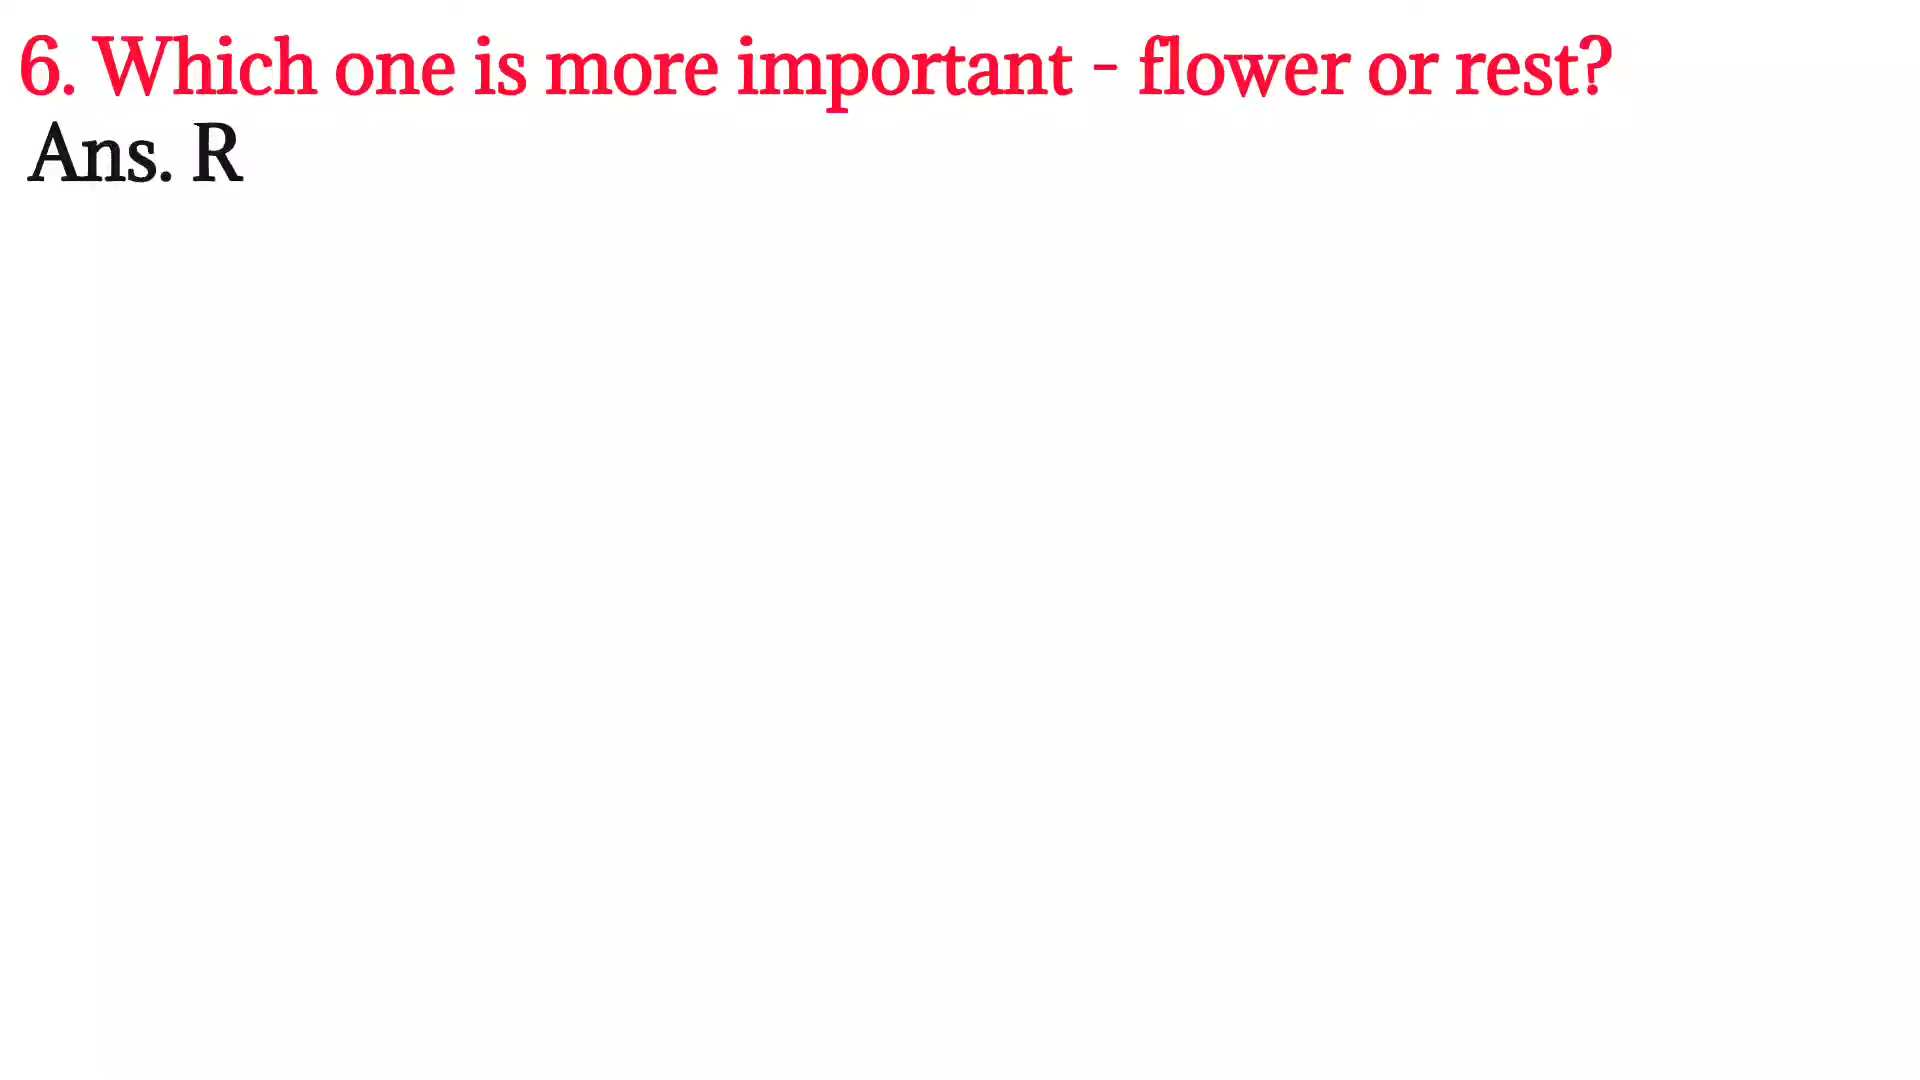 6. Which one is more important - flower or rest?
Ans. R